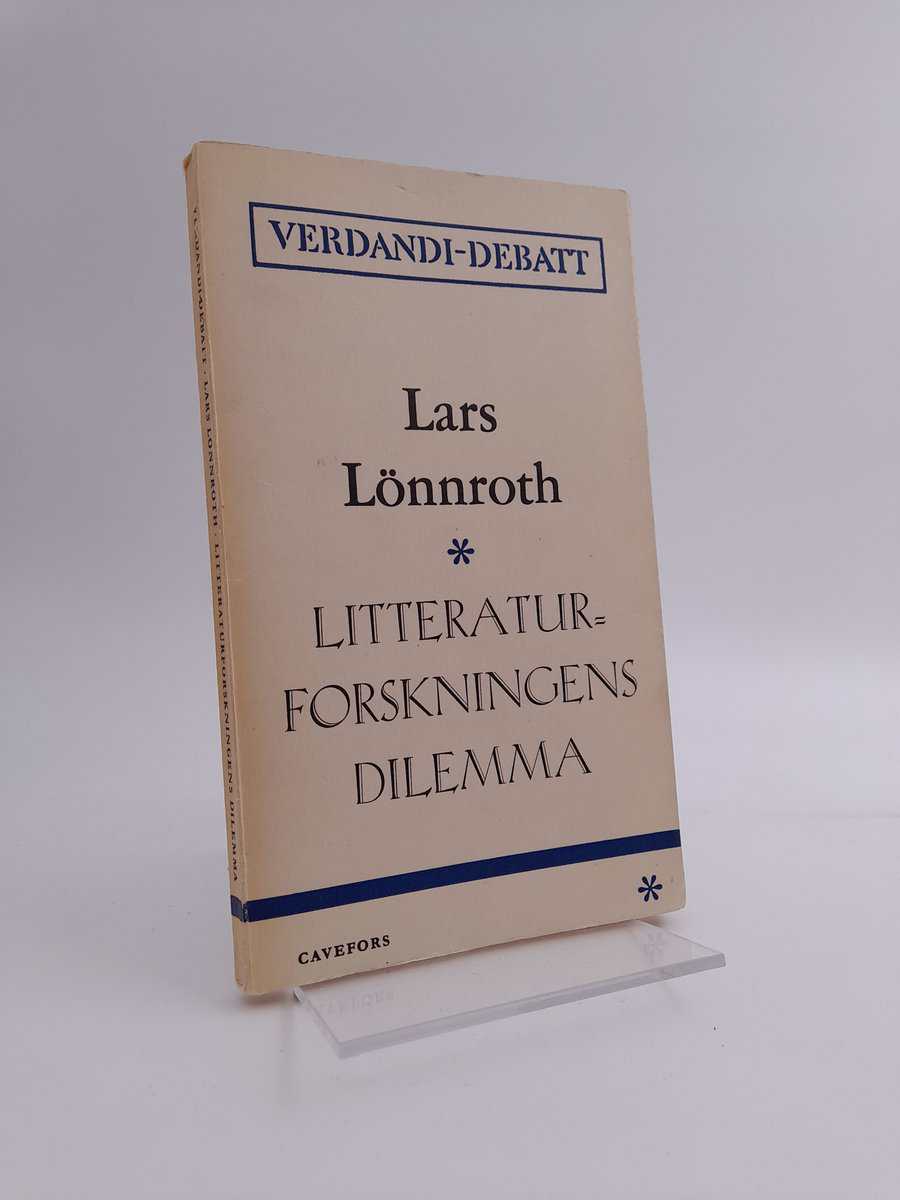 VERDANDI-DEBATT
Lars
Lönnroth
*
LITTERATUR=
FORSKNINGENS
DILEMMA
*
CAVEFORS
VERDANDI-DEBATT · LARS LÖNNROTH · LITTERATURFORSKNINGENS DILEMMA